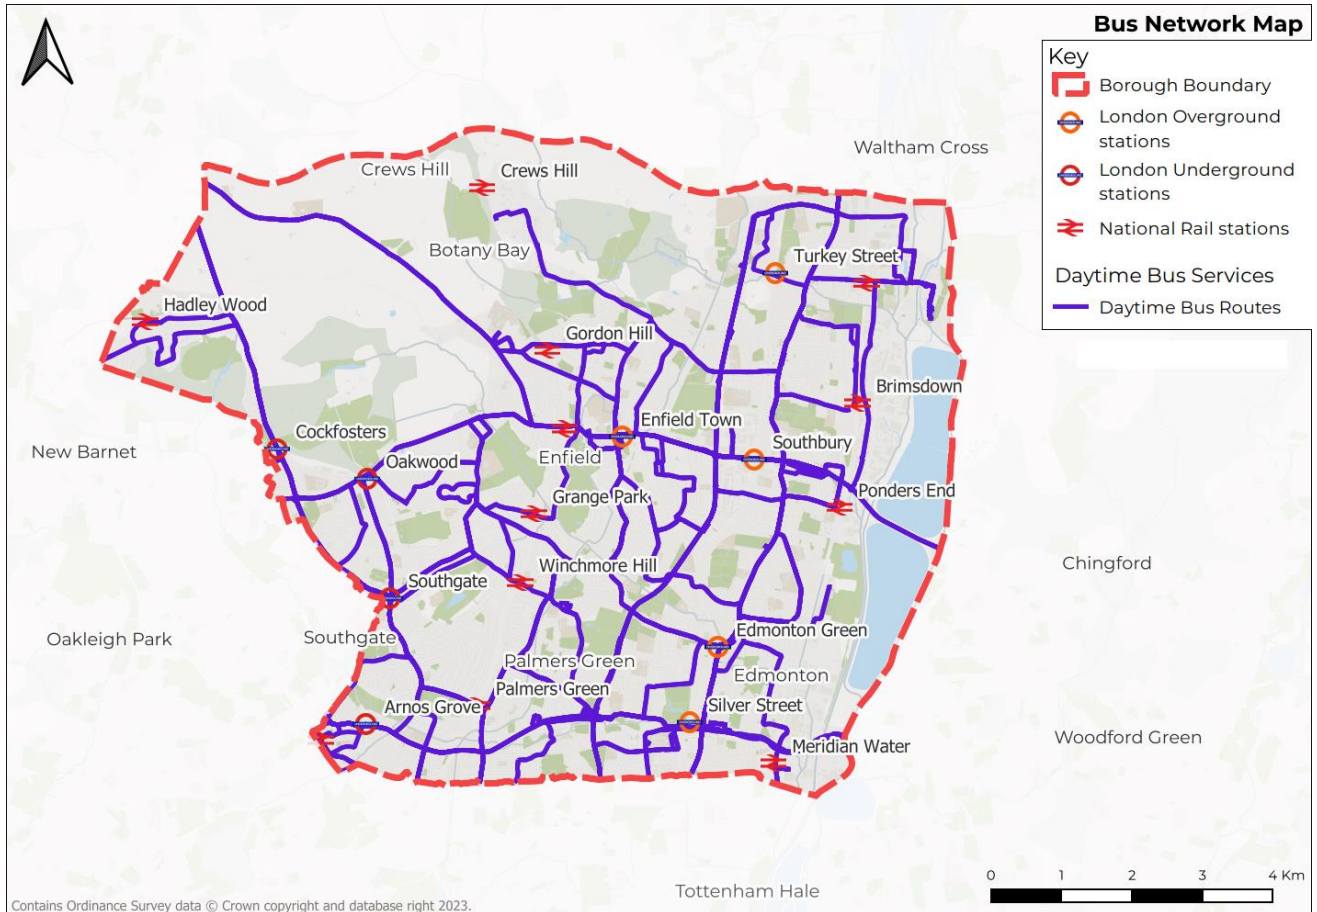 Bus Network Map
Key
Borough Boundary
London Overground
stations
London Underground
stations
National Rail stations
Daytime Bus Services
Daytime Bus Routes
Waltham Cross
Crews Hill
Crews Hill
Botany Bay
Turkey Street
Hadley Wood
Gordon Hill
Brimsdown
Enfield Town
Cockfosters
Southbury
New Barnet
Oakwood
Enfield
Ponders End
Grange Park
Chingford
Winchmore Hill
Southgate
Edmonton Green
Oakleigh Park
Southgate
Palmers Green
Edmonton
Palmers Green
Arnos Grove
Silver Street
Woodford Green
Meridian Water
0 1 2 3 4 Km
Tottenham Hale
Contains Ordinance Survey data © Crown copyright and database right 2023.